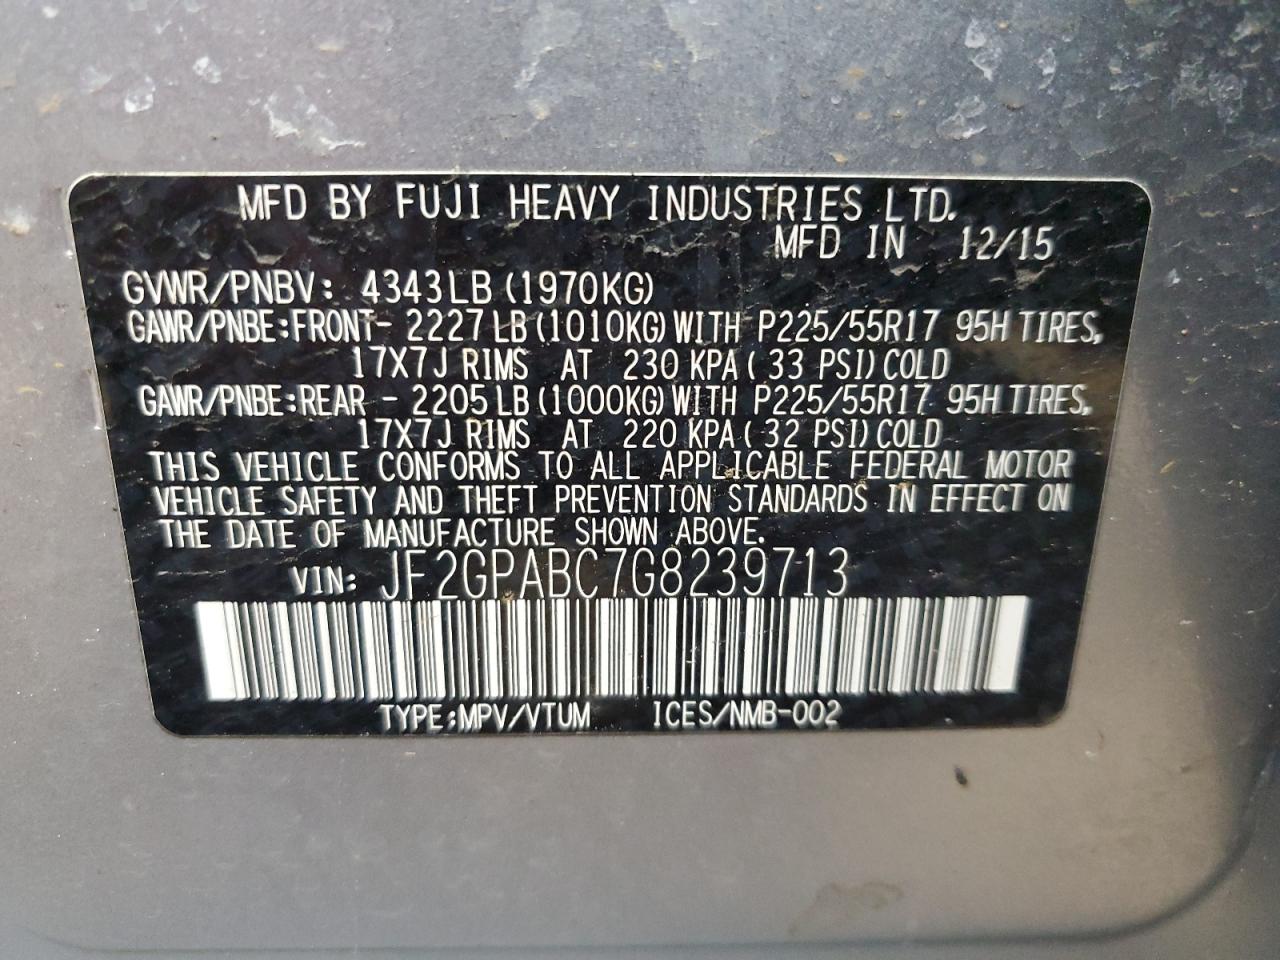 MFD BY FUJI HEAVY INDUSTRIES LTD.
MFD IN 12/15
GVWR/PNBV: 4343LB (1970KG)
GAWR/PNBE:FRONT- 2227LB (1010KG) WITH P225/55R17 95H TIRES,
17X7J RIMS AT 230 KPA( 33 PSI) COLD
GAWR/PNBE:REAR - 2205LB (1000KG) WITH P225/55R17 95H TIRES,
17X7J RIMS AT 220 KPA( 32 PSI) COLD
THIS VEHICLE CONFORMS TO ALL APPLICABLE FEDERAL MOTOR
VEHICLE SAFETY AND THEFT PREVENTION STANDARDS IN EFFECT ON
THE DATE OF MANUFACTURE SHOWN ABOVE.
VIN: JF2GPABC7G8239713
TYPE:MPV/VTUM ICES/NMB-002